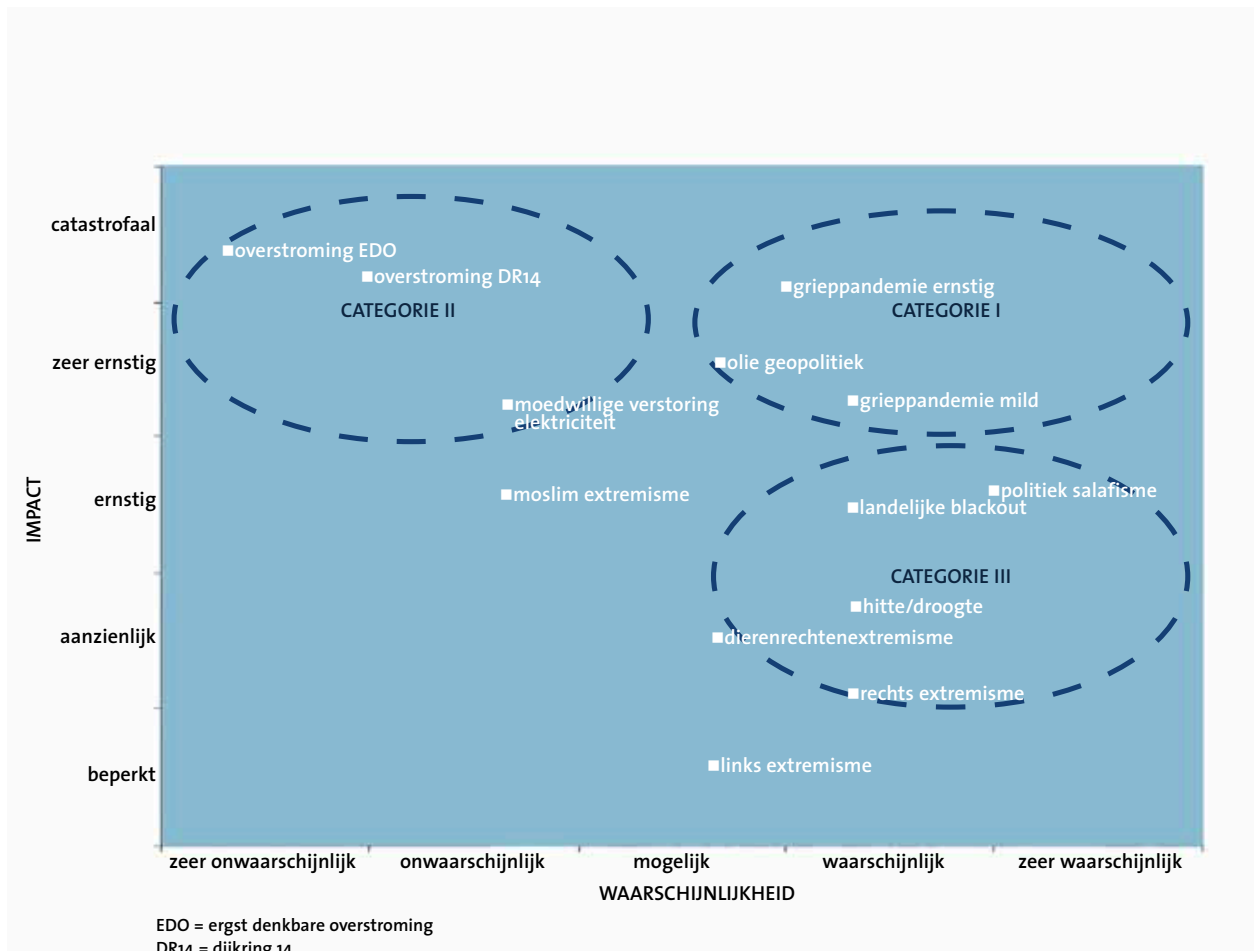 catastrofaal
overstroming EDO
overstroming DR14
grieppandemie ernstig
CATEGORIE II
CATEGORIE I
zeer ernstig
olie geopolitiek
grieppandemie mild
moedwillige verstoring
elektriciteit
ernstig
moslim extremisme
politiek salafisme
landelijke blackout
IMPACT
CATEGORIE III
hitte/droogte
aanzienlijk
dierenrechtenextremisme
rechts extremisme
beperkt
links extremisme
zeer onwaarschijnlijk
onwaarschijnlijk
mogelijk
waarschijnlijk
zeer waarschijnlijk
WAARSCHIJNLIJKHEID
EDO = ergst denkbare overstroming
DR14 = dijkring 14